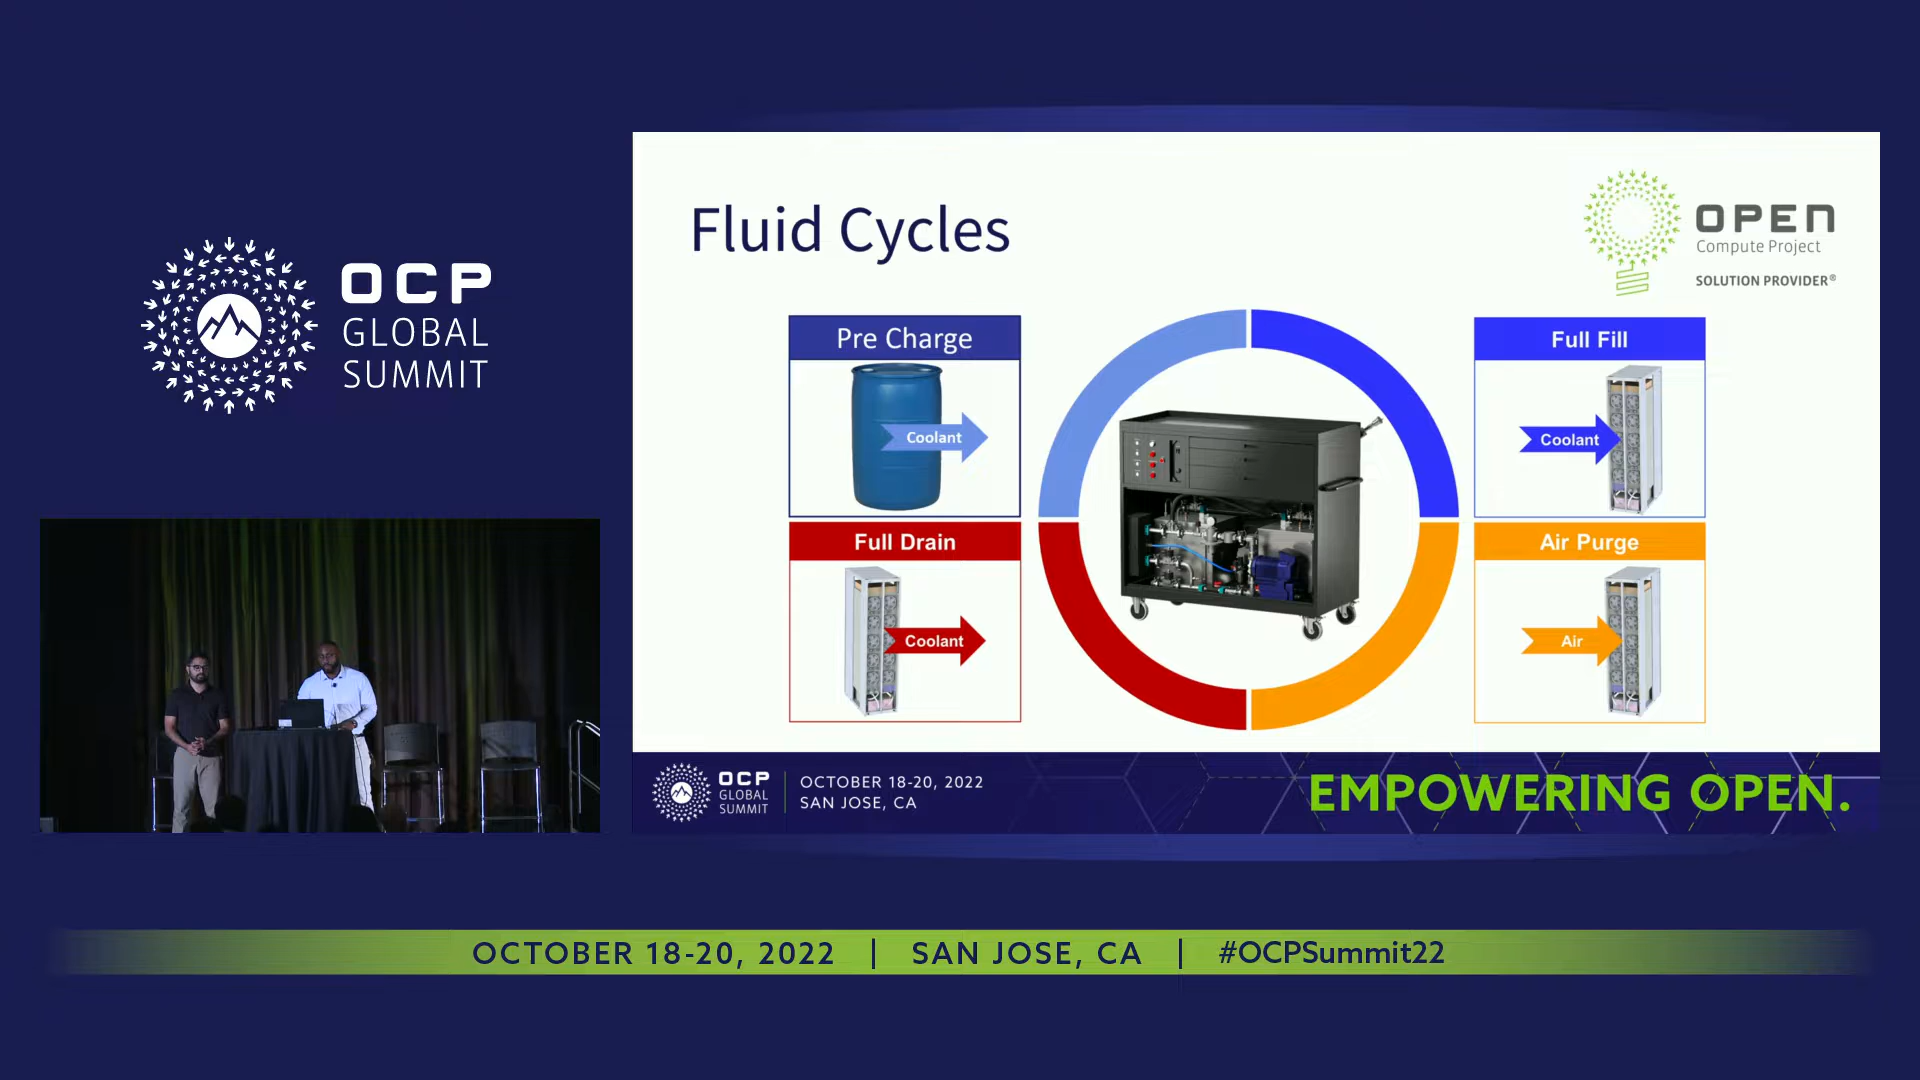 OCP
GLOBAL
SUMMIT
Fluid Cycles
OPEN
Compute Project
SOLUTION PROVIDER®
Pre Charge
Coolant
Full Fill
Coolant
Full Drain
Coolant
Air Purge
Air
OCP
GLOBAL
SUMMIT
OCTOBER 18-20, 2022
SAN JOSE, CA
EMPOWERING OPEN.
OCTOBER 18-20, 2022 | SAN JOSE, CA | #OCPSummit22